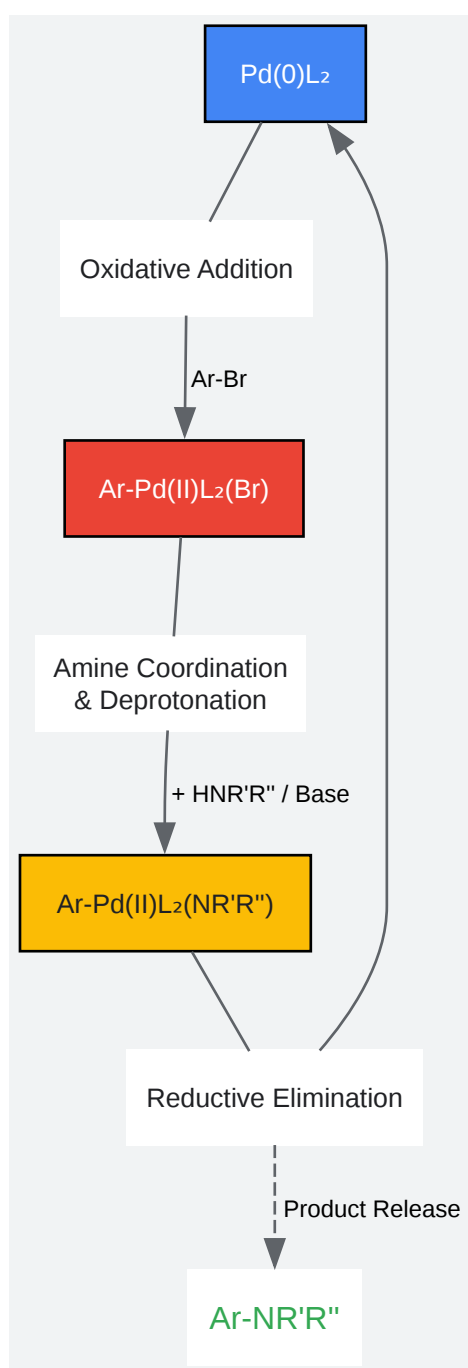 Pd(0)L₂
Oxidative Addition
Ar-Br
Ar-Pd(II)L₂(Br)
Amine Coordination
& Deprotonation
+ HNR'R'' / Base
Ar-Pd(II)L₂(NR'R'')
Reductive Elimination
Product Release
Ar-NR'R''